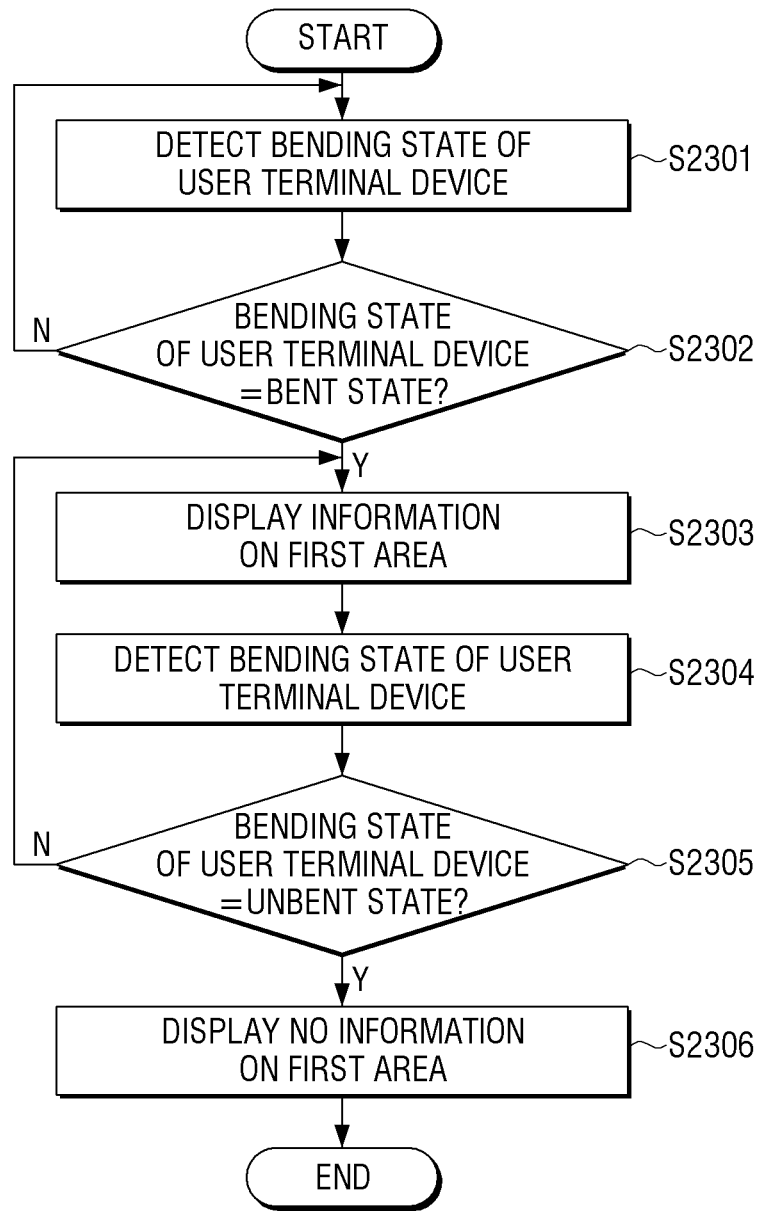 START
DETECT BENDING STATE OF
USER TERMINAL DEVICE
S2301
BENDING STATE
OF USER TERMINAL DEVICE
=BENT STATE?
S2302
N
Y
DISPLAY INFORMATION
ON FIRST AREA
S2303
DETECT BENDING STATE OF USER
TERMINAL DEVICE
S2304
BENDING STATE
OF USER TERMINAL DEVICE
=UNBENT STATE?
S2305
N
Y
DISPLAY NO INFORMATION
ON FIRST AREA
S2306
END